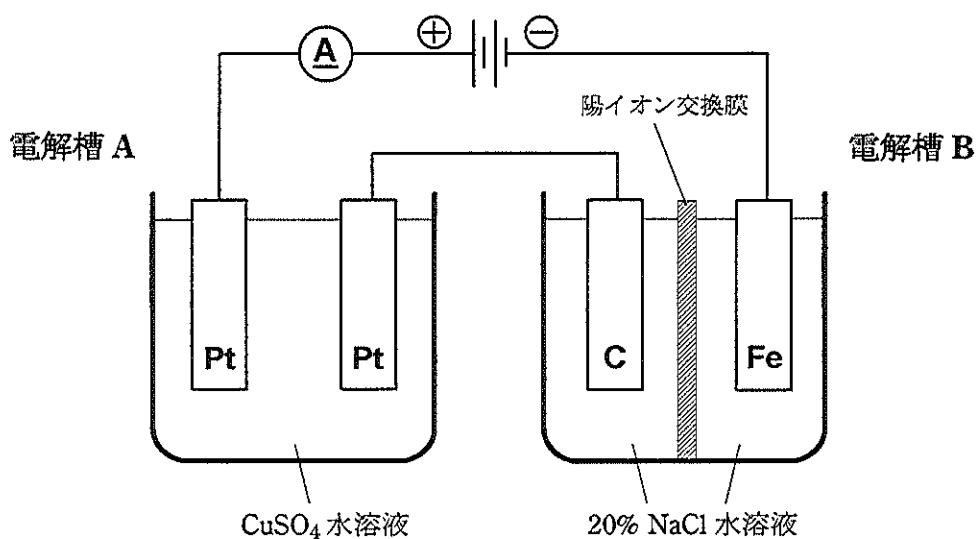 A
⊕
⊖
陽イオン交換膜
電解槽 A
電解槽 B
Pt
Pt
C
Fe
CuSO₄ 水溶液
20% NaCl 水溶液